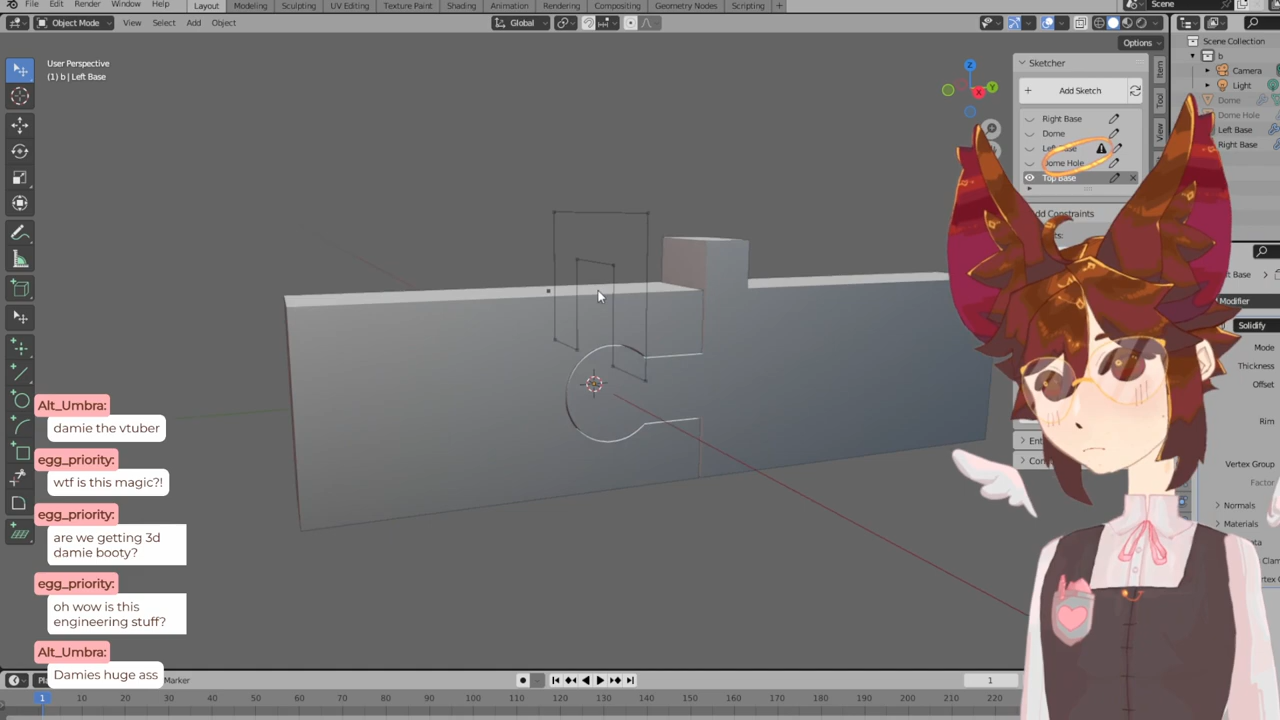 File Edit Render Window Help
Layout Modeling Sculpting UV Editing Texture Paint Shading Animation Rendering Compositing Geometry Nodes Scripting +
Scene
Object Mode View Select Add Object Global
Options
User Perspective
(1) b | Left Base
Z
Y
X
Sketcher
Item
Tool
View
+ Add Sketch
Right Base
Dome
Left Base
Dome Hole
Top Base
Add Constraints
Scene Collection
b
Camera
Light
Dome
Dome Hole
Left Base
Right Base
Modifier
Solidify
Mode
Thickness
Offset
Rim
Vertex Group
Factor
Normals
Materials
Alt_Umbra:
damie the vtuber
egg_priority:
wtf is this magic?!
egg_priority:
are we getting 3d
damie booty?
egg_priority:
oh wow is this
engineering stuff?
Alt_Umbra:
Damies huge ass
Marker
1
1 10 20 30 40 50 60 70 80 90 100 110 120 130 140 150 160 170 180 190 200 210 220